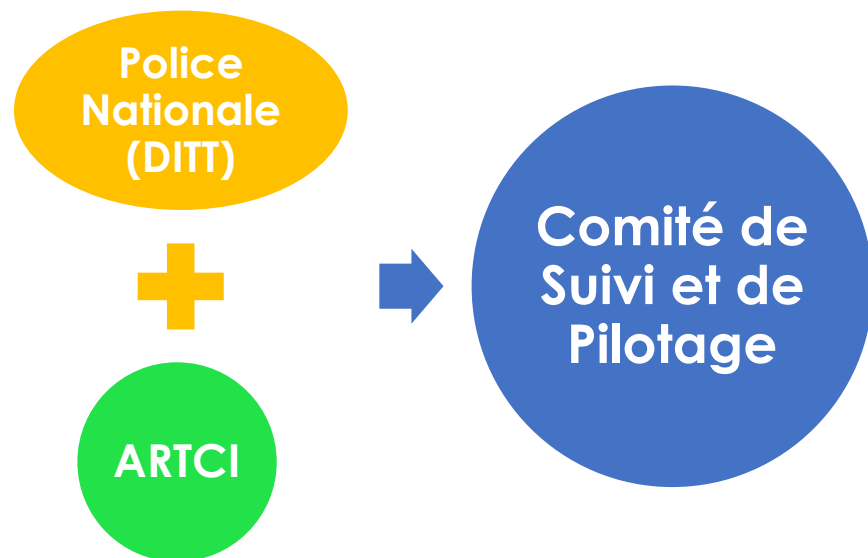 Police
Nationale
(DITT)
ARTCI
Comité de
Suivi et de
Pilotage